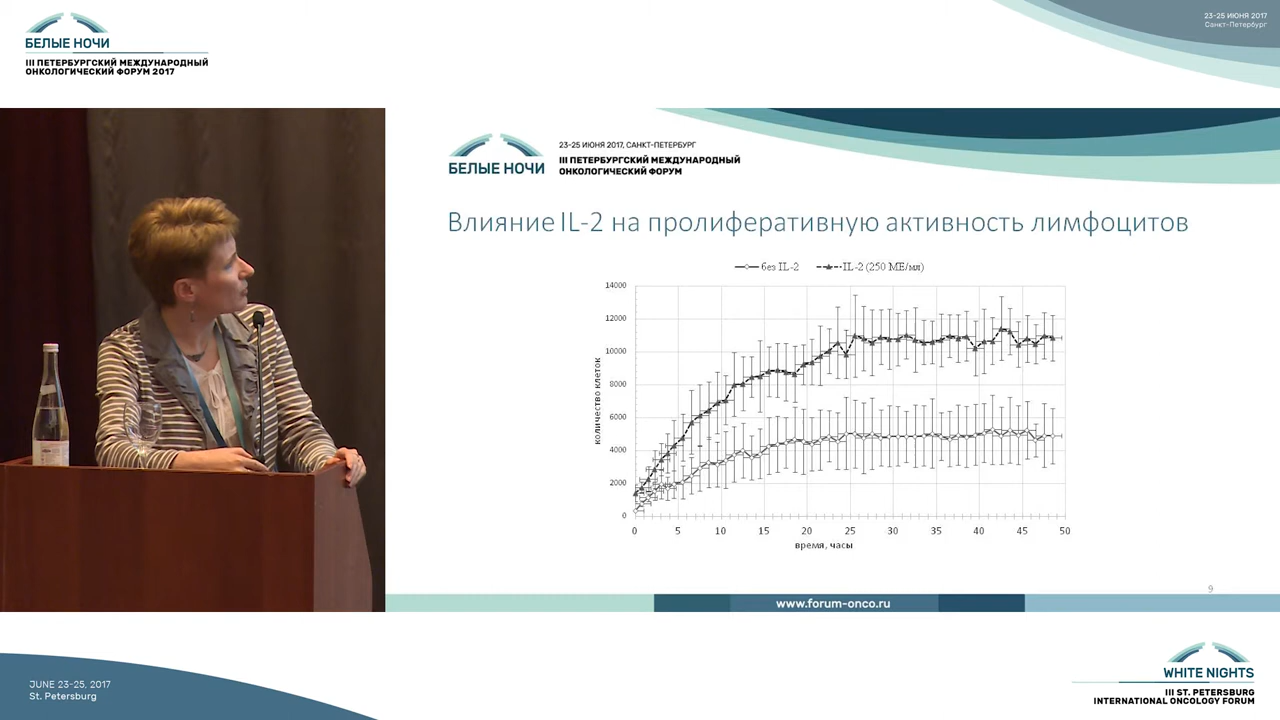 БЕЛЫЕ НОЧИ
III ПЕТЕРБУРГСКИЙ МЕЖДУНАРОДНЫЙ
ОНКОЛОГИЧЕСКИЙ ФОРУМ 2017
23-25 ИЮНЯ 2017
Санкт-Петербург
БЕЛЫЕ НОЧИ
23-25 ИЮНЯ 2017, САНКТ-ПЕТЕРБУРГ
III ПЕТЕРБУРГСКИЙ МЕЖДУНАРОДНЫЙ
ОНКОЛОГИЧЕСКИЙ ФОРУМ
Влияние IL-2 на пролиферативную активность лимфоцитов
без IL-2 IL-2 (250 МЕ/мл)
14000
12000
10000
8000
6000
4000
2000
0
количество клеток
0 5 10 15 20 25 30 35 40 45 50
время, часы
9
www.forum-onco.ru
JUNE 23-25, 2017
St. Petersburg
WHITE NIGHTS
III ST. PETERSBURG
INTERNATIONAL ONCOLOGY FORUM